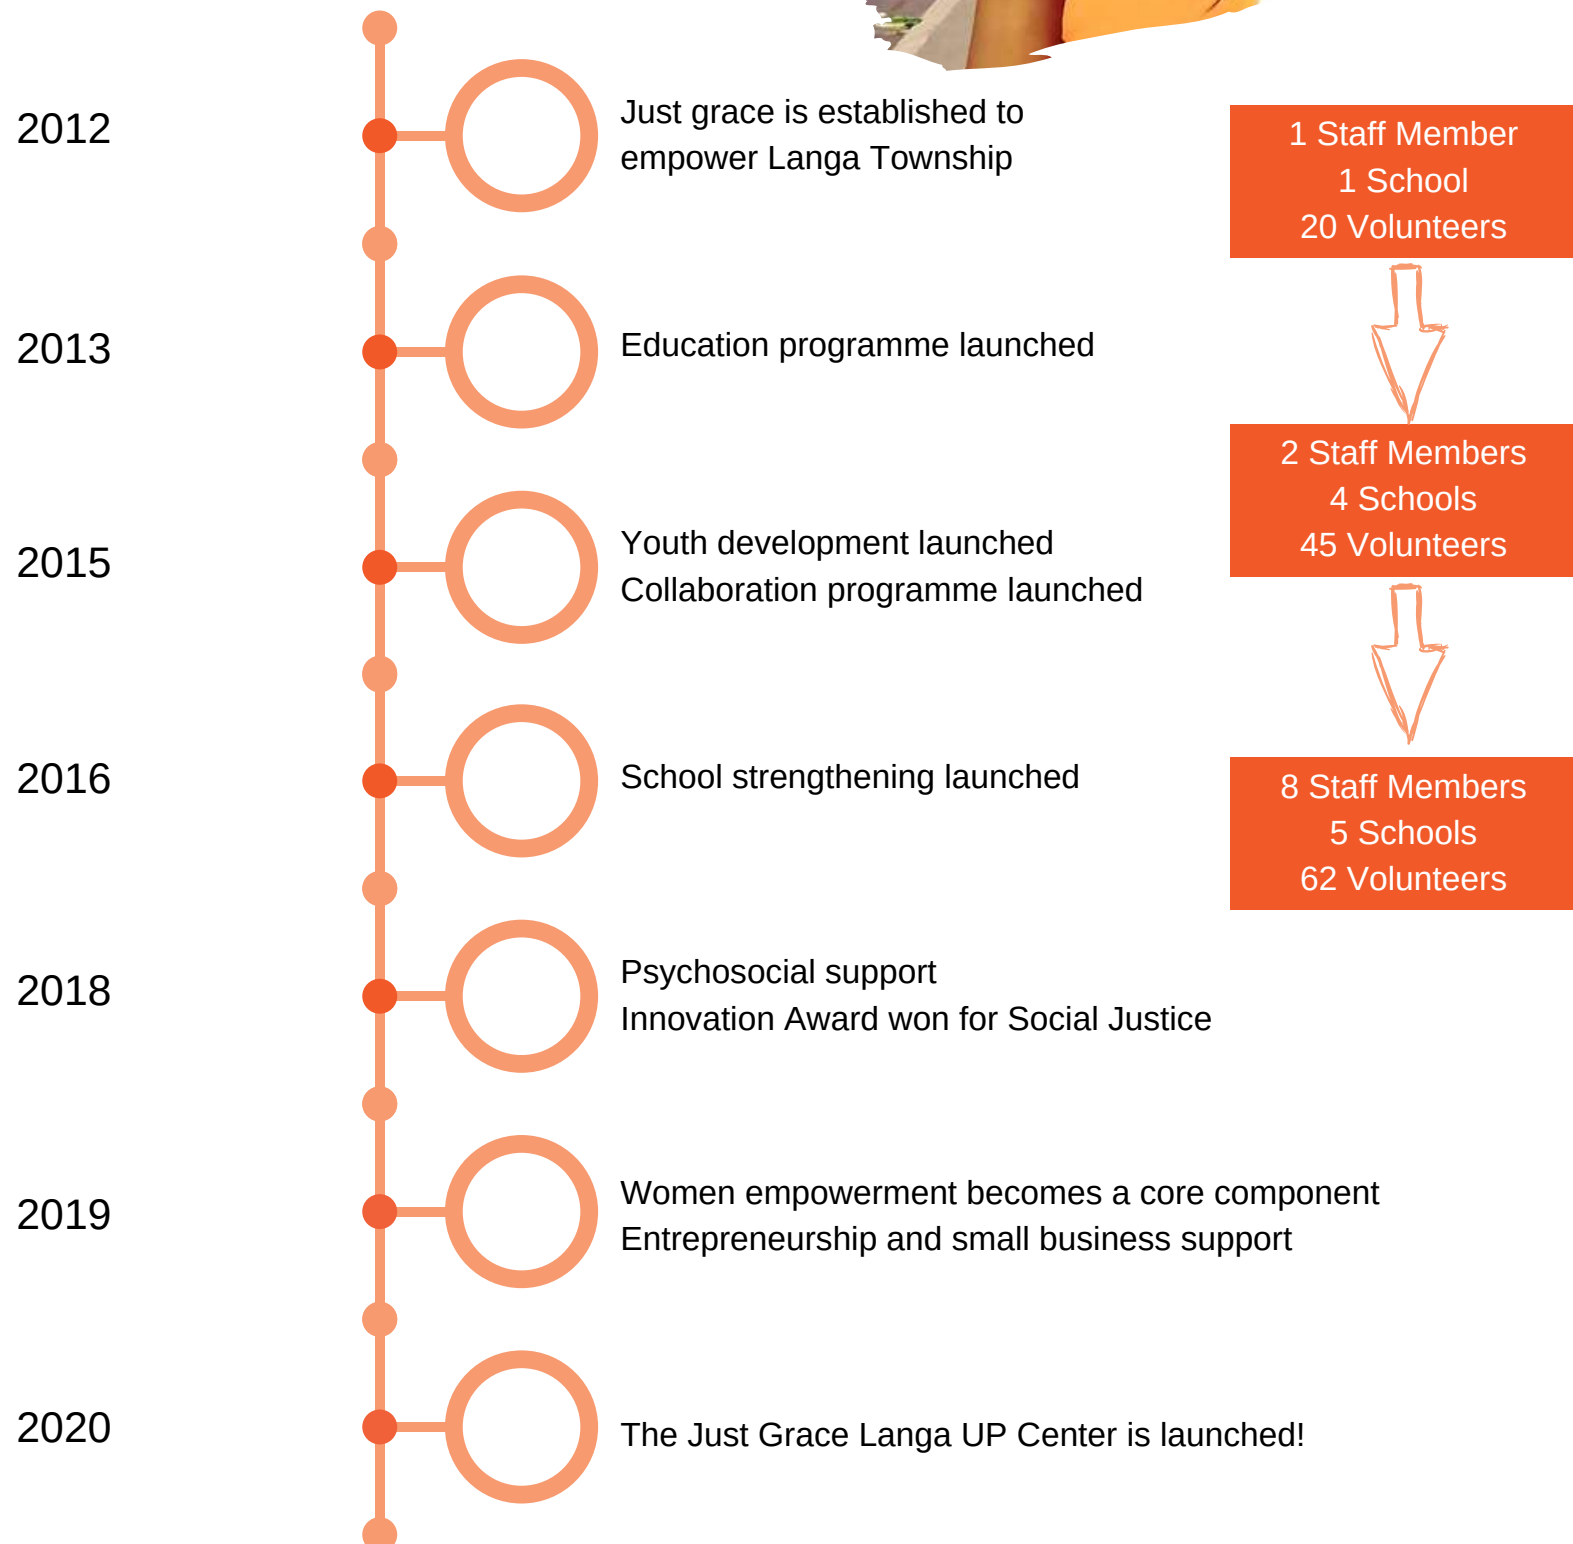 2012
Just grace is established to
empower Langa Township
1 Staff Member
1 School
20 Volunteers
2013
Education programme launched
2 Staff Members
4 Schools
45 Volunteers
2015
Youth development launched
Collaboration programme launched
2016
School strengthening launched
8 Staff Members
5 Schools
62 Volunteers
2018
Psychosocial support
Innovation Award won for Social Justice
2019
Women empowerment becomes a core component
Entrepreneurship and small business support
2020
The Just Grace Langa UP Center is launched!